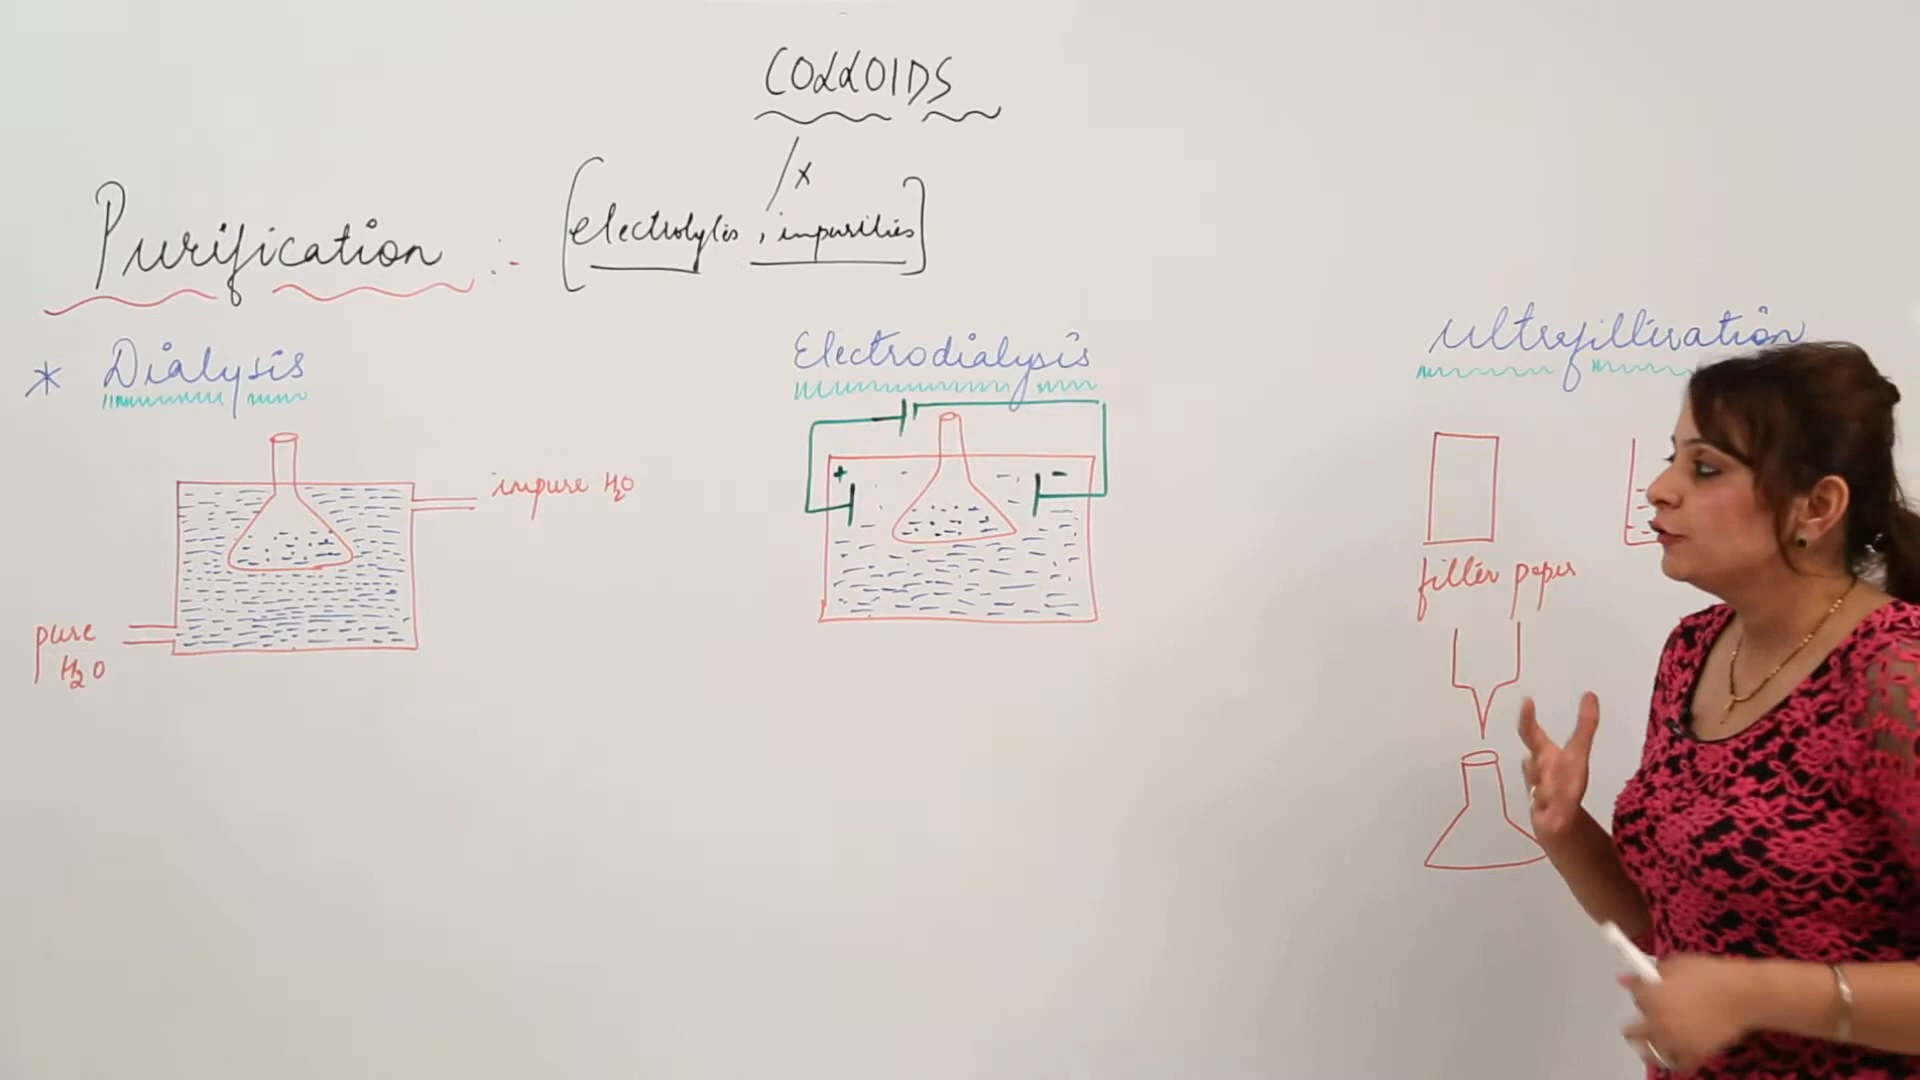 COLLOIDS
Purification :-
[electrolytes, impurities]
* Dialysis
Electrodialysis
Ultrafiltration
impure H2O
+ -
filter paper
pure
H2O